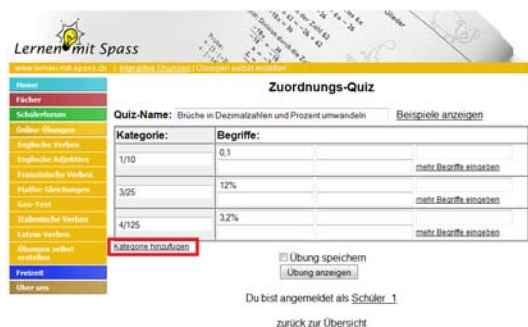 Lernen mit Spass
www.lernen-mit-spass.ch | Interaktive Übungen | Übungen selbst erstellen
Home
Fächer
Schülerforum
Online-Übungen
Englische Verben
Englische Adjektive
Französische Verben
Mathe: Gleichungen
Geo-Test
Italienische Verben
Latein-Verben
Übungen selbst erstellen
Freizeit
Über uns
Zuordnungs-Quiz
Quiz-Name: Brüche in Dezimalzahlen und Prozent umwandeln
Beispiele anzeigen
Kategorie: Begriffe:
1/10 0,1
mehr Begriffe eingeben
3/25 12%
mehr Begriffe eingeben
4/125 3,2%
mehr Begriffe eingeben
Kategorie hinzufügen
Übung speichern
Übung anzeigen
Du bist angemeldet als Schüler_1
zurück zur Übersicht